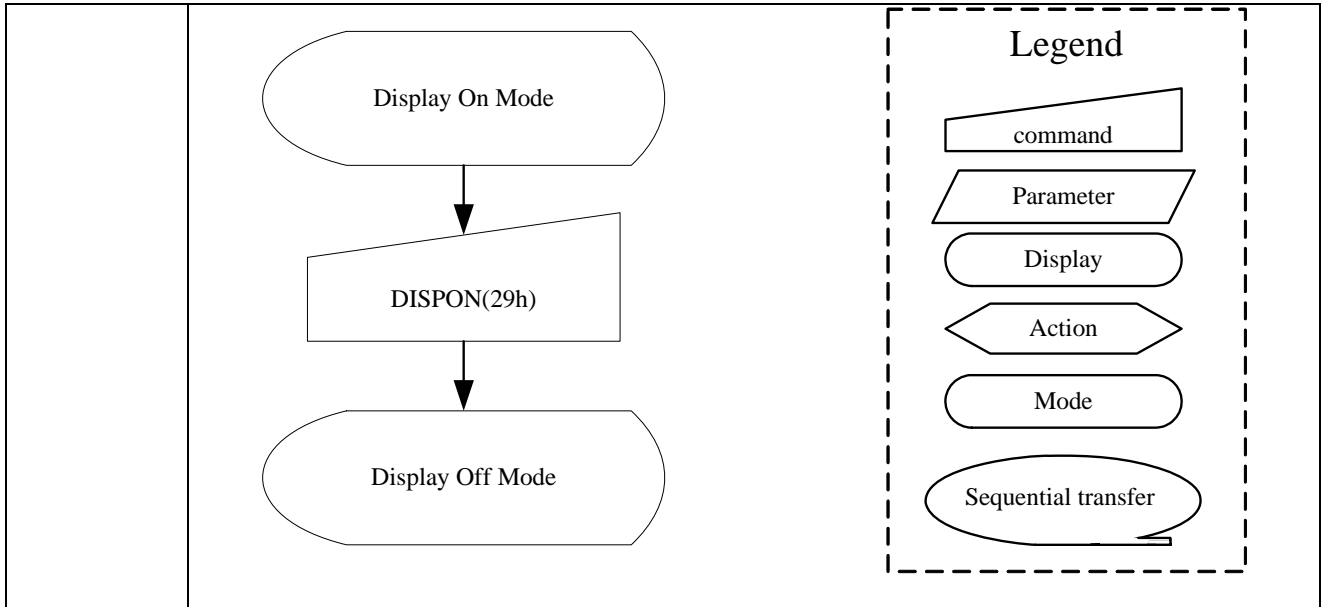 Display On Mode
DISPON(29h)
Display Off Mode
Legend
command
Parameter
Display
Action
Mode
Sequential transfer